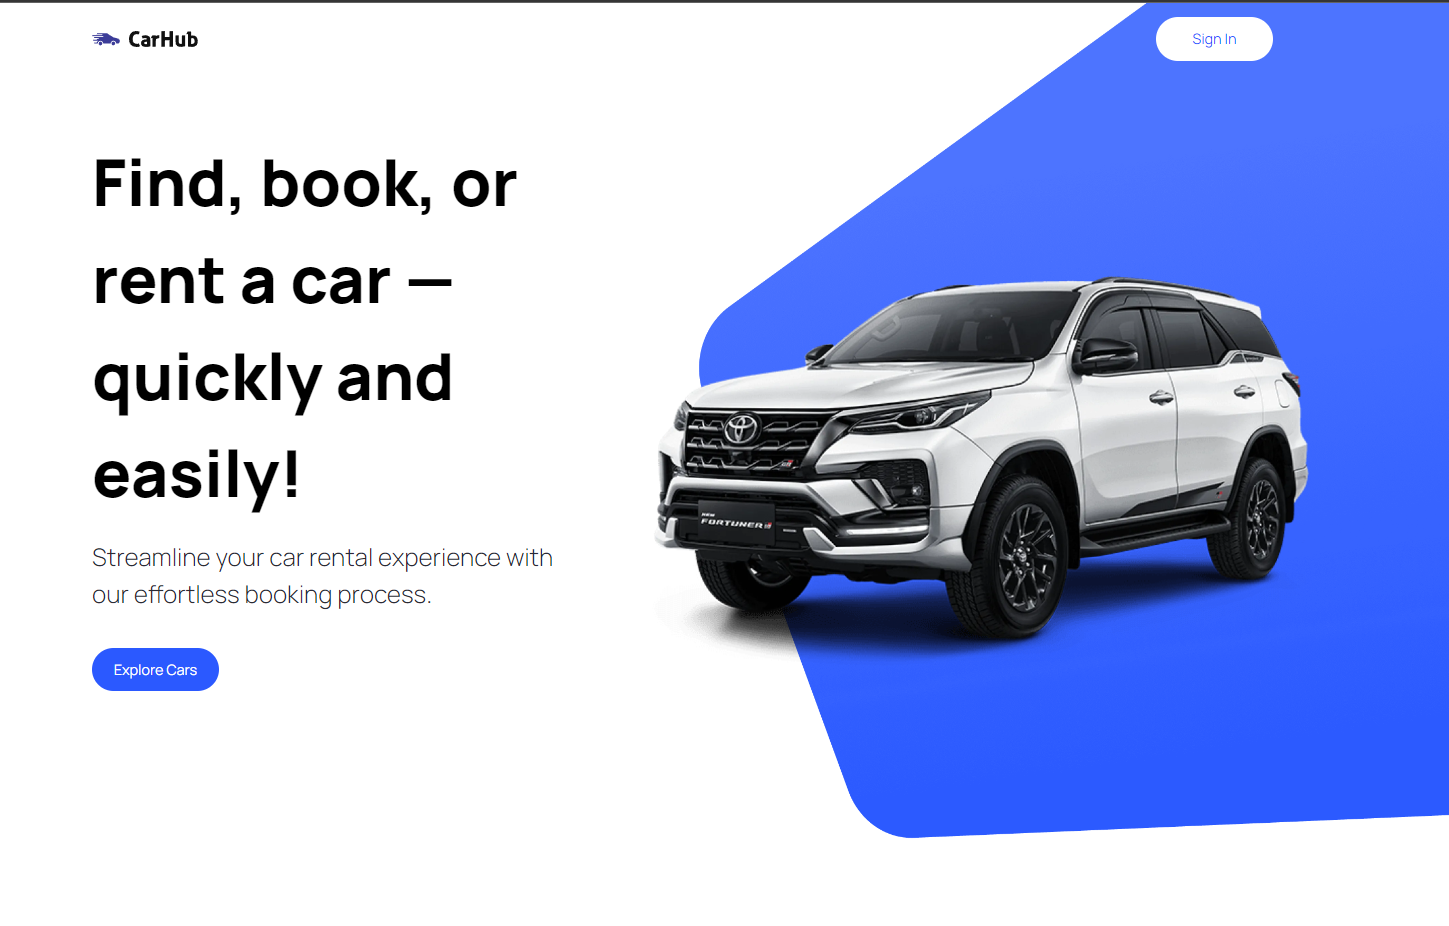 CarHub
Sign In
Find, book, or
rent a car —
quickly and
easily!
Streamline your car rental experience with
our effortless booking process.
Explore Cars
NEW
FORTUNER